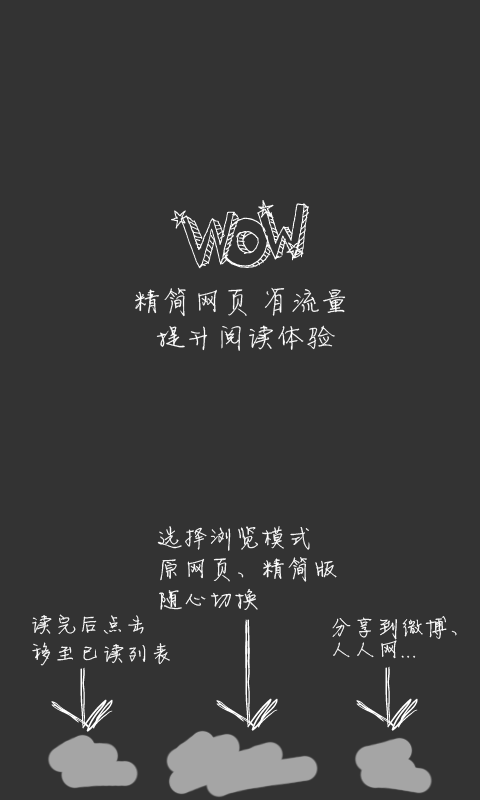 WOW
精简网页 省流量
提升阅读体验
选择浏览模式
原网页、精简版
随心切换
读完后点击
移至已读列表
分享到微博、
人人网...